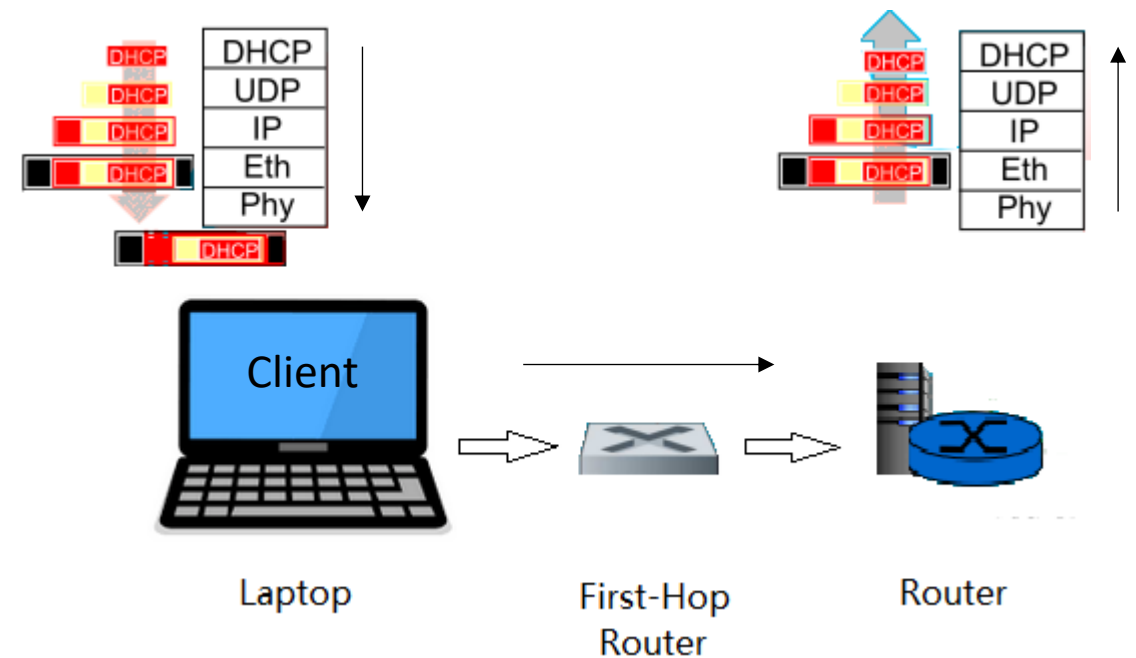 DHCP
DHCP
DHCP
DHCP
DHCP
DHCP
UDP
IP
Eth
Phy
DHCP
DHCP
DHCP
DHCP
DHCP
UDP
IP
Eth
Phy
Client
Laptop
First-Hop
Router
Router